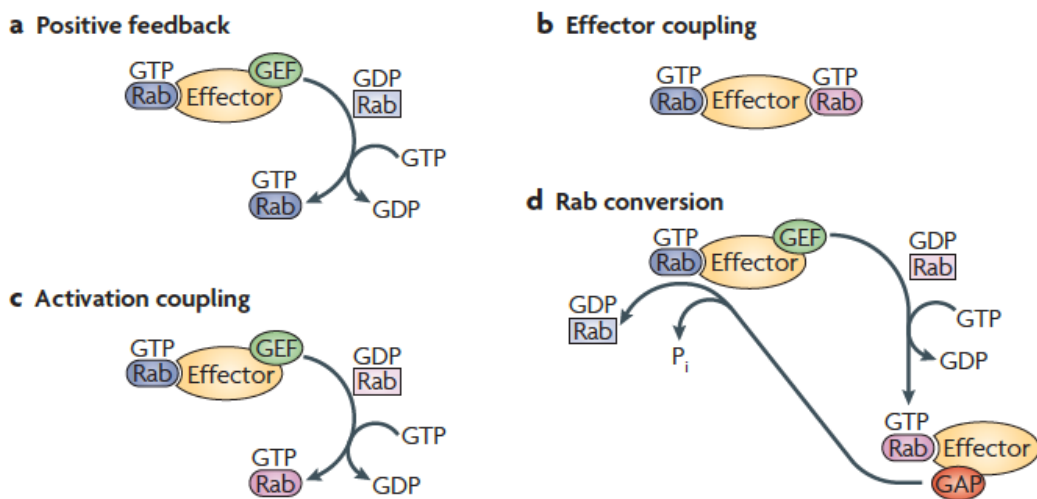 a Positive feedback
GTP
Rab
Effector
GEF
GDP
Rab
GTP
GDP
GTP
Rab
b Effector coupling
GTP
Rab
Effector
GTP
Rab
c Activation coupling
GTP
Rab
Effector
GEF
GDP
Rab
GTP
GDP
GTP
Rab
d Rab conversion
GTP
Rab
Effector
GEF
GDP
Rab
GTP
GDP
GDP
Rab
Pi
GTP
Rab
Effector
GAP